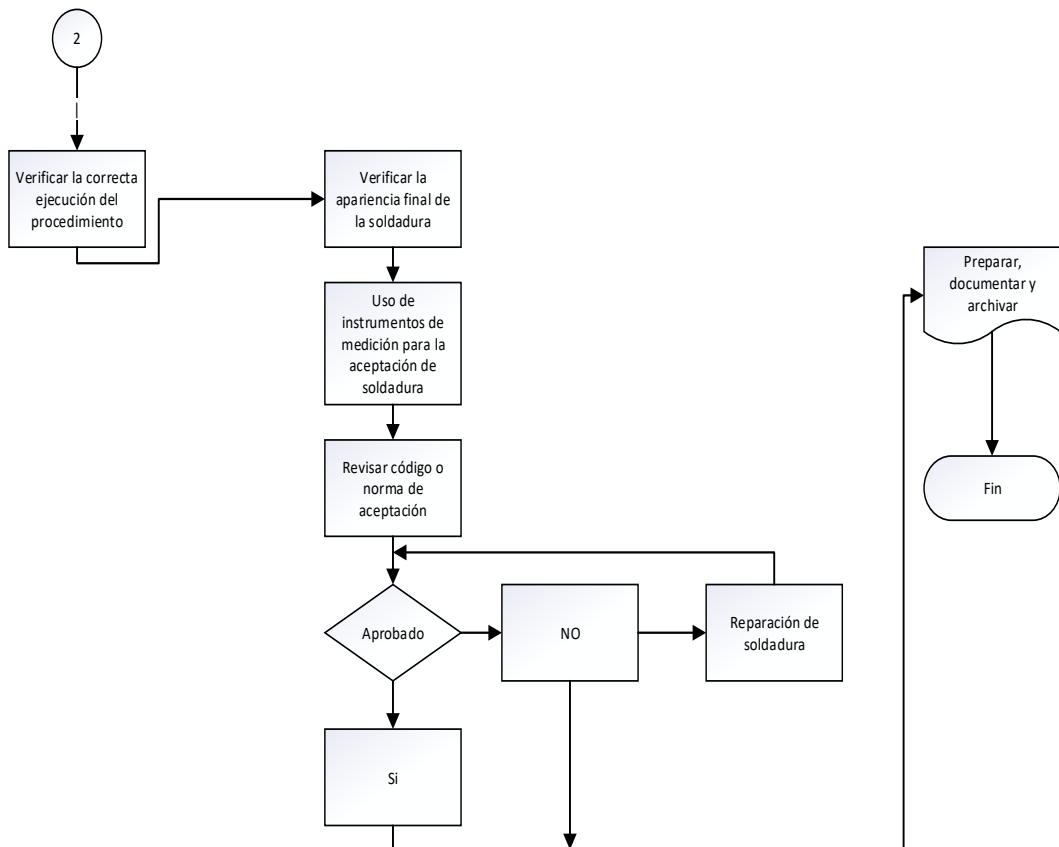 2
Verificar la correcta
ejecución del
procedimiento
Verificar la
apariencia final de
la soldadura
Uso de
instrumentos de
medición para la
aceptación de
soldadura
Revisar código o
norma de
aceptación
Aprobado
NO
Reparación de
soldadura
Si
Preparar,
documentar y
archivar
Fin